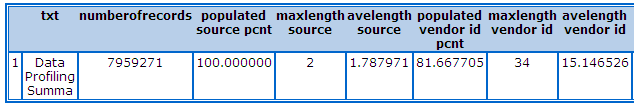 txt numberofrecords populated maxlength avelength populated maxlength avelength
source pcnt source source vendor id vendor id vendor id
pcnt
1 Data 7959271 100.000000 2 1.787971 81.667705 34 15.146526
Profiling
Summa